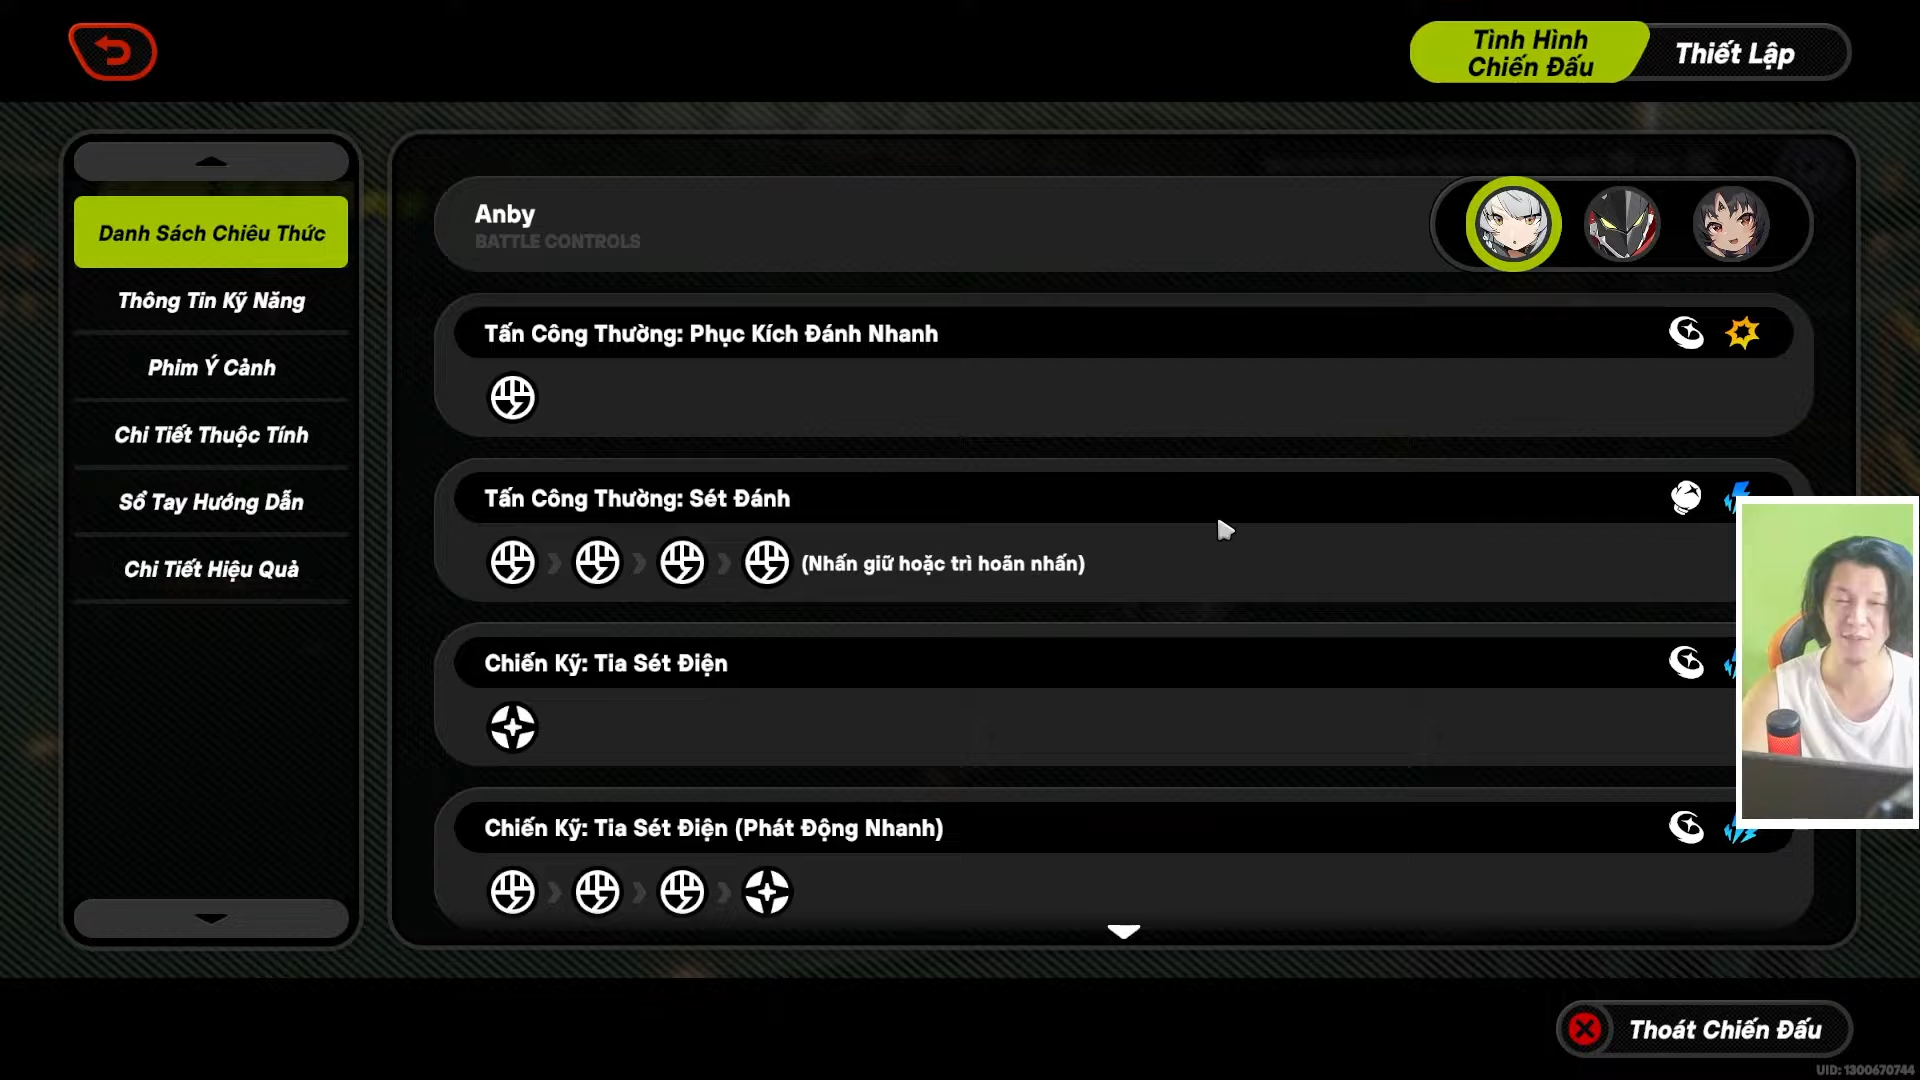 Tình Hình
Chiến Đấu
Thiết Lập
Danh Sách Chiêu Thức
Thông Tin Kỹ Năng
Phim Ý Cảnh
Chi Tiết Thuộc Tính
Sổ Tay Hướng Dẫn
Chi Tiết Hiệu Quả
Anby
BATTLE CONTROLS
Tấn Công Thường: Phục Kích Đánh Nhanh
Tấn Công Thường: Sét Đánh
(Nhấn giữ hoặc trì hoãn nhấn)
Chiến Kỹ: Tia Sét Điện
Chiến Kỹ: Tia Sét Điện (Phát Động Nhanh)
Thoát Chiến Đấu
UID: 1300670744